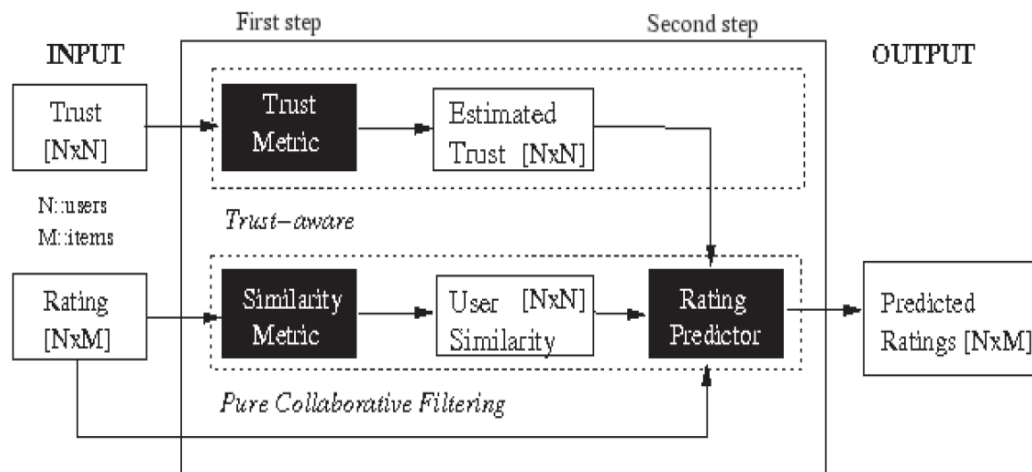 First step
Second step
INPUT
OUTPUT
Trust
[NxN]
Trust
Metric
Estimated
Trust [NxN]
N::users
M::items
Trust-aware
Rating
[NxM]
Similarity
Metric
User [NxN]
Similarity
Rating
Predictor
Predicted
Ratings [NxM]
Pure Collaborative Filtering